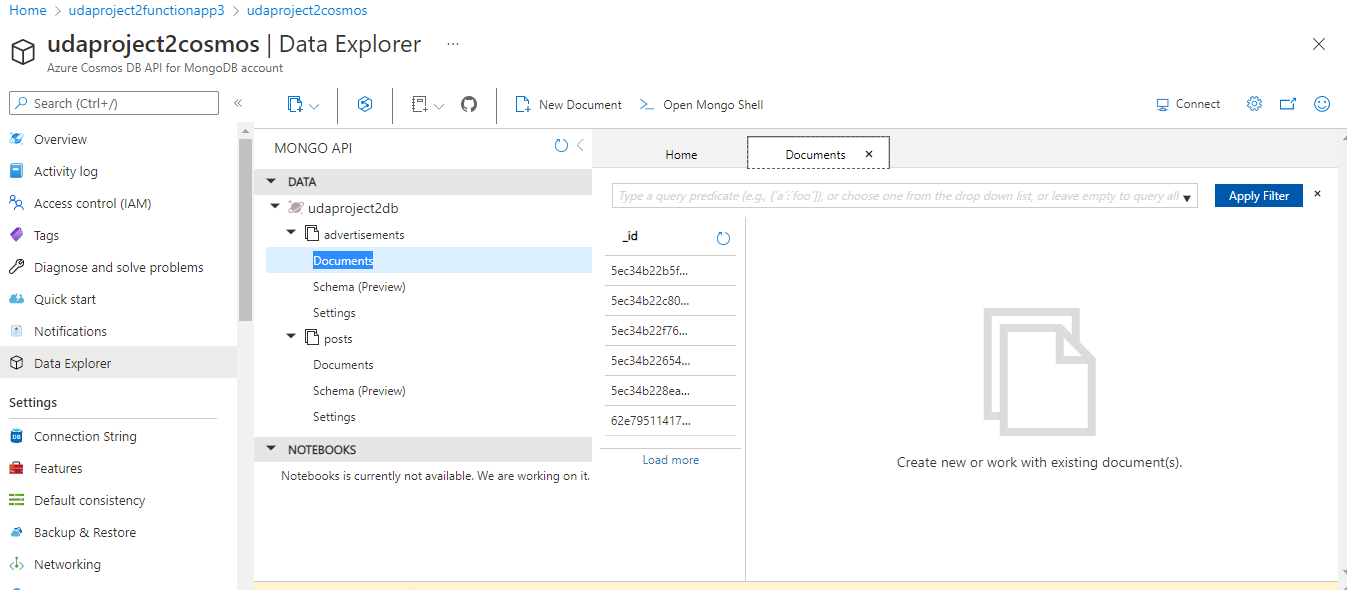 Home > udaproject2functionapp3 > udaproject2cosmos
udaproject2cosmos | Data Explorer ...
Azure Cosmos DB API for MongoDB account
Search (Ctrl+/)
«
New Document
Open Mongo Shell
Connect
Overview
Activity log
Access control (IAM)
Tags
Diagnose and solve problems
Quick start
Notifications
Data Explorer
Settings
Connection String
Features
Default consistency
Backup & Restore
Networking
MONGO API
DATA
udaproject2db
advertisements
Documents
Schema (Preview)
Settings
posts
Documents
Schema (Preview)
Settings
NOTEBOOKS
Notebooks is currently not available. We are working on it.
Home
Documents
Type a query predicate (e.g., {´a´:´foo´}), or choose one from the drop down list, or leave empty to query all
Apply Filter
_id
5ec34b22b5f...
5ec34b22c80...
5ec34b22f76...
5ec34b22654...
5ec34b228ea...
62e79511417...
Load more
Create new or work with existing document(s).